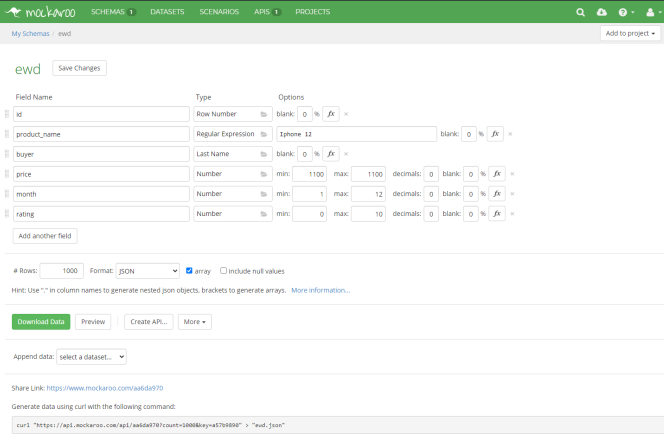 mockaroo SCHEMAS 1 DATASETS SCENARIOS APIS 1 PROJECTS
My Schemas / ewd Add to project
ewd Save Changes
Field Name Type Options
id Row Number blank: 0 % fx ×
product_name Regular Expression Iphone 12 blank: 0 % fx ×
buyer Last Name blank: 0 % fx ×
price Number min: 1100 max: 1100 decimals: 0 blank: 0 % fx ×
month Number min: 1 max: 12 decimals: 0 blank: 0 % fx ×
rating Number min: 0 max: 10 decimals: 0 blank: 0 % fx ×
Add another field
# Rows: 1000 Format: JSON array include null values
Hint: Use "." in column names to generate nested json objects, brackets to generate arrays. More information...
Download Data Preview Create API... More
Append data: select a dataset...
Share Link: https://www.mockaroo.com/aa6da970
Generate data using curl with the following command:
curl "https://api.mockaroo.com/api/aa6da970?count=1000&key=a57b9890" > "ewd.json"